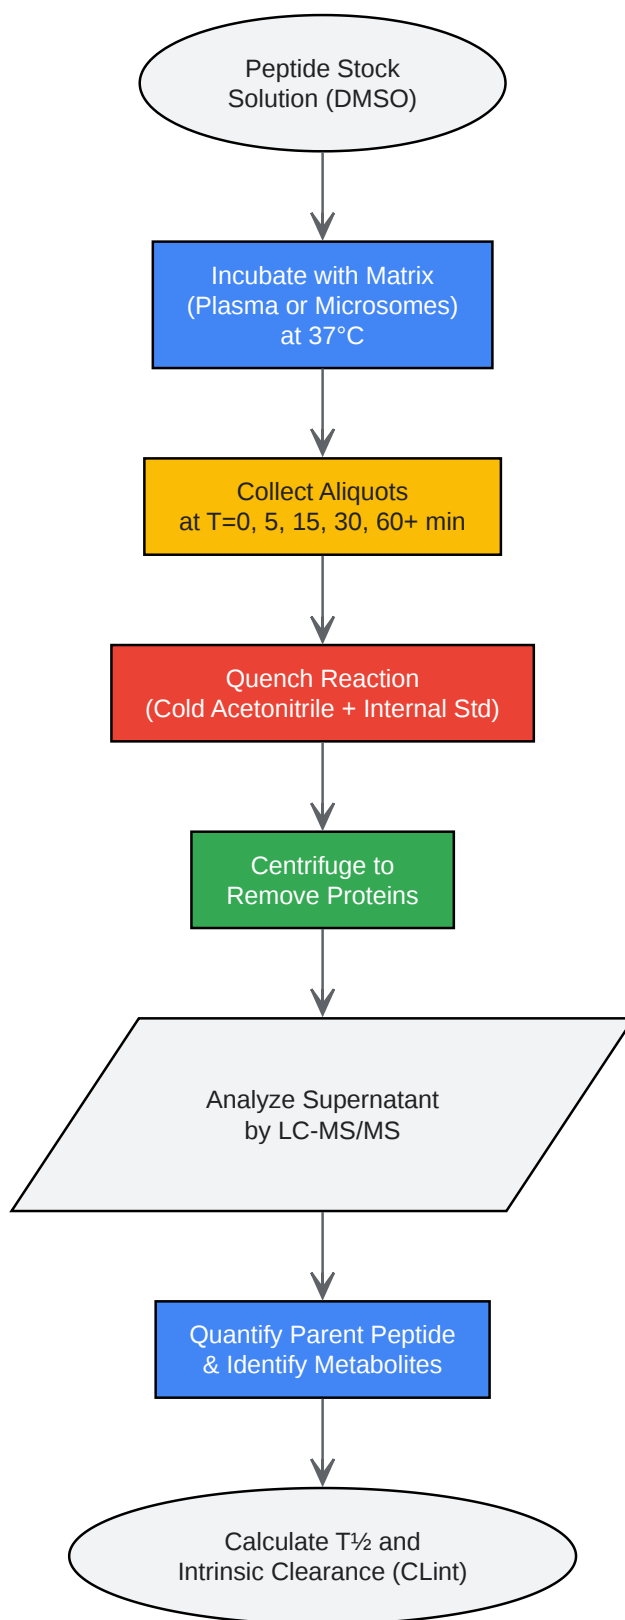 Peptide Stock
Solution (DMSO)
Incubate with Matrix
(Plasma or Microsomes)
at 37°C
Collect Aliquots
at T=0, 5, 15, 30, 60+ min
Quench Reaction
(Cold Acetonitrile + Internal Std)
Centrifuge to
Remove Proteins
Analyze Supernatant
by LC-MS/MS
Quantify Parent Peptide
& Identify Metabolites
Calculate T½ and
Intrinsic Clearance (CLint)